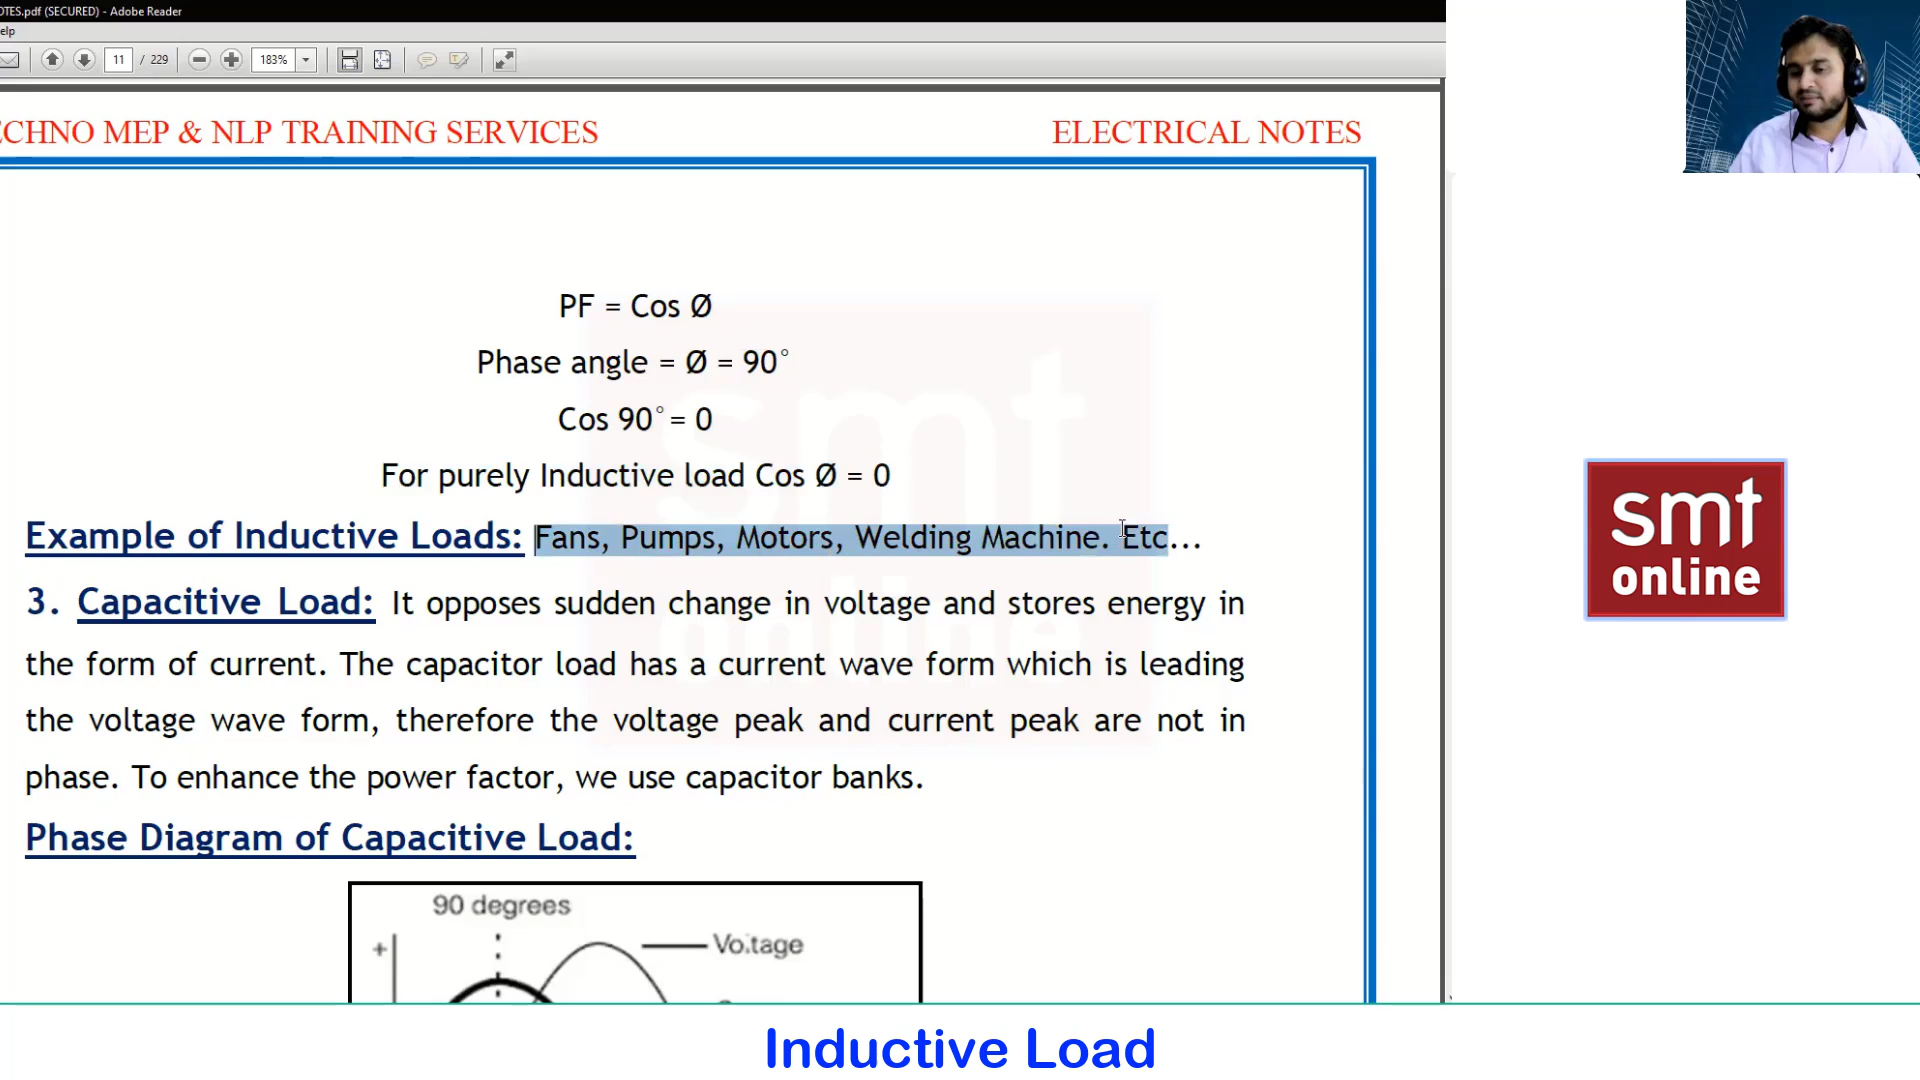 OTES.pdf (SECURED) - Adobe Reader
elp
11 / 229 183%
ECHNO MEP & NLP TRAINING SERVICES ELECTRICAL NOTES
PF = Cos Ø
Phase angle = Ø = 90°
Cos 90°= 0
For purely Inductive load Cos Ø = 0
Example of Inductive Loads: Fans, Pumps, Motors, Welding Machine. Etc...
3. Capacitive Load: It opposes sudden change in voltage and stores energy in
the form of current. The capacitor load has a current wave form which is leading
the voltage wave form, therefore the voltage peak and current peak are not in
phase. To enhance the power factor, we use capacitor banks.
Phase Diagram of Capacitive Load:
90 degrees
+
Voltage
smt
online
smt
online
Inductive Load